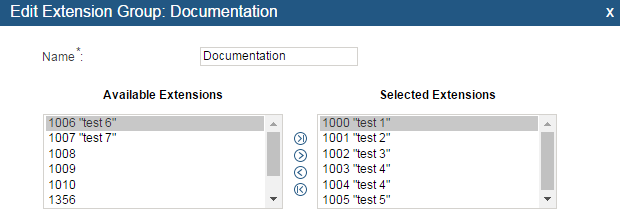 Edit Extension Group: Documentation X
Name*: Documentation
Available Extensions
1006 "test 6"
1007 "test 7"
1008
1009
1010
1356
Selected Extensions
1000 "test 1"
1001 "test 2"
1002 "test 3"
1003 "test 4"
1004 "test 4"
1005 "test 5"